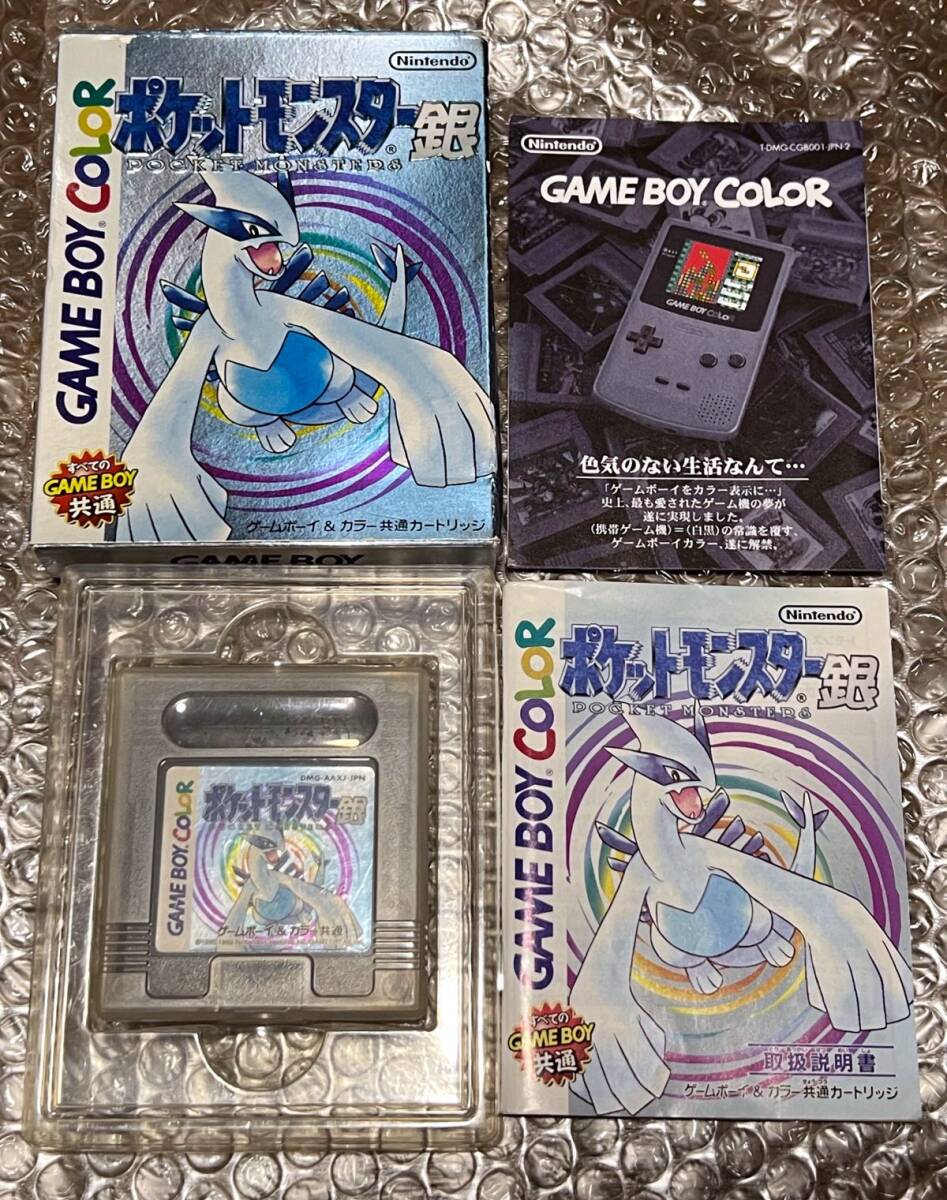 Nintendo
GAME BOY COLOR
ポケットモンスター銀
POCKET MONSTERS
すべての
GAME BOY
共通
ゲームボーイ&カラー共通カートリッジ
GAME BOY
Nintendo
T-DMG-CGB001-JPN-2
GAME BOY COLOR
GAME BOY COLOR
色気のない生活なんて…
「ゲームボーイをカラー表示に…」
史上、最も愛されたゲーム機の夢が
遂に実現しました。
(携帯ゲーム機)=(白黒)の常識を覆す、
ゲームボーイカラー、遂に解禁。
DMG-AAXJ-JPN
GAME BOY COLOR
ポケットモンスター銀
POCKET MONSTERS
ゲームボーイ&カラー共通
Nintendo
GAME BOY COLOR
ポケットモンスター銀
POCKET MONSTERS
すべての
GAME BOY
共通
取扱説明書
ゲームボーイ&カラー共通カートリッジ